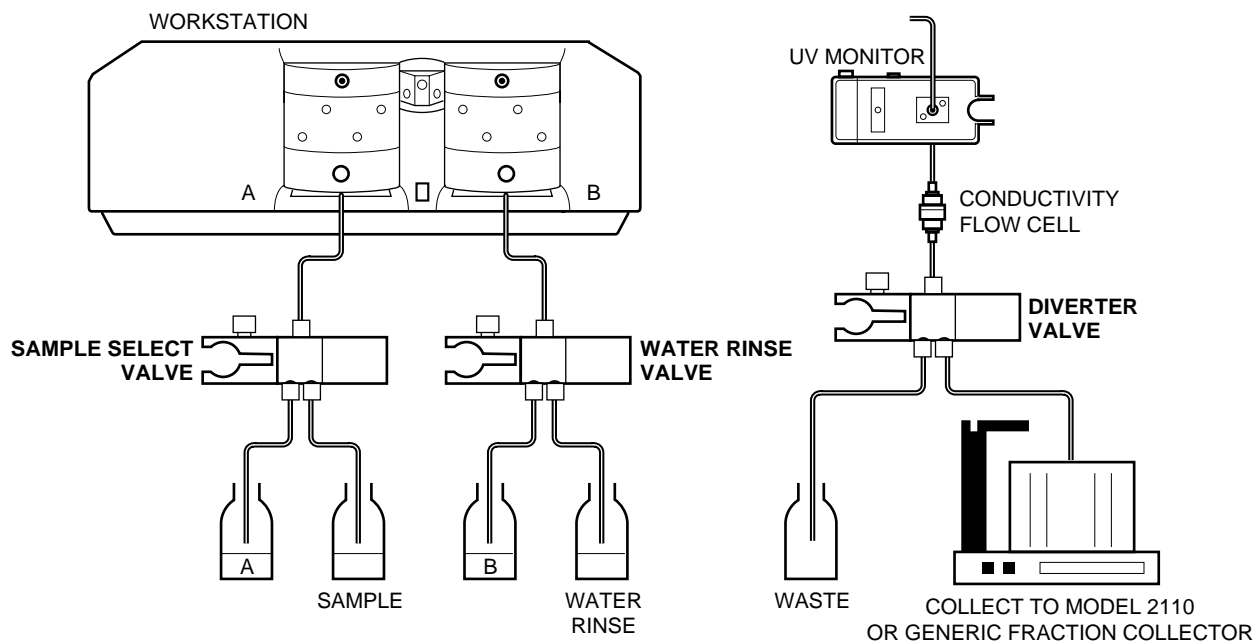 WORKSTATION
A
B
SAMPLE SELECT
VALVE
WATER RINSE
VALVE
A
SAMPLE
B
WATER
RINSE
UV MONITOR
CONDUCTIVITY
FLOW CELL
DIVERTER
VALVE
WASTE
COLLECT TO MODEL 2110
OR GENERIC FRACTION COLLECTOR